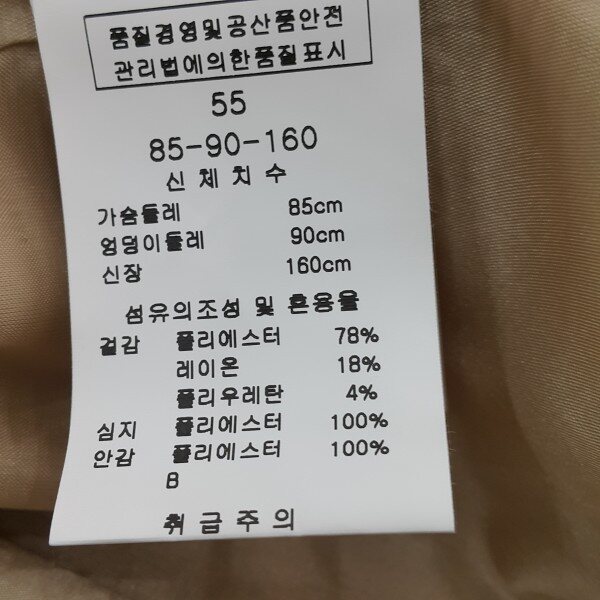 품질경영및공산품안전
관리법에의한품질표시
55
85-90-160
신 체 치 수
가슴둘레 85cm
엉덩이둘레 90cm
신장 160cm
섬유의조성 및 혼용율
겉감 폴리에스터 78%
레이온 18%
폴리우레탄 4%
심지 폴리에스터 100%
안감 폴리에스터 100%
B
취 급 주 의